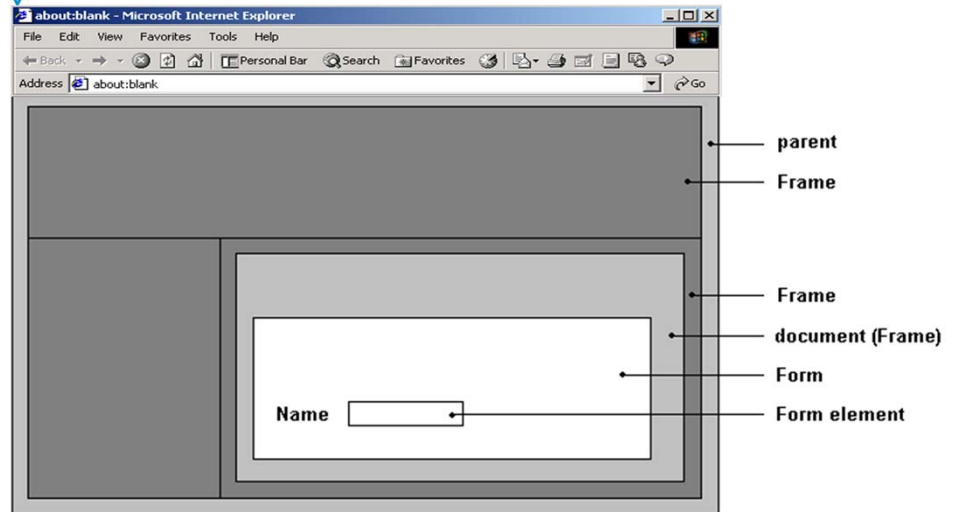 about:blank - Microsoft Internet Explorer
File Edit View Favorites Tools Help
Back Personal Bar Search Favorites
Address about:blank Go
parent
Frame
Frame
document (Frame)
Form
Name
Form element